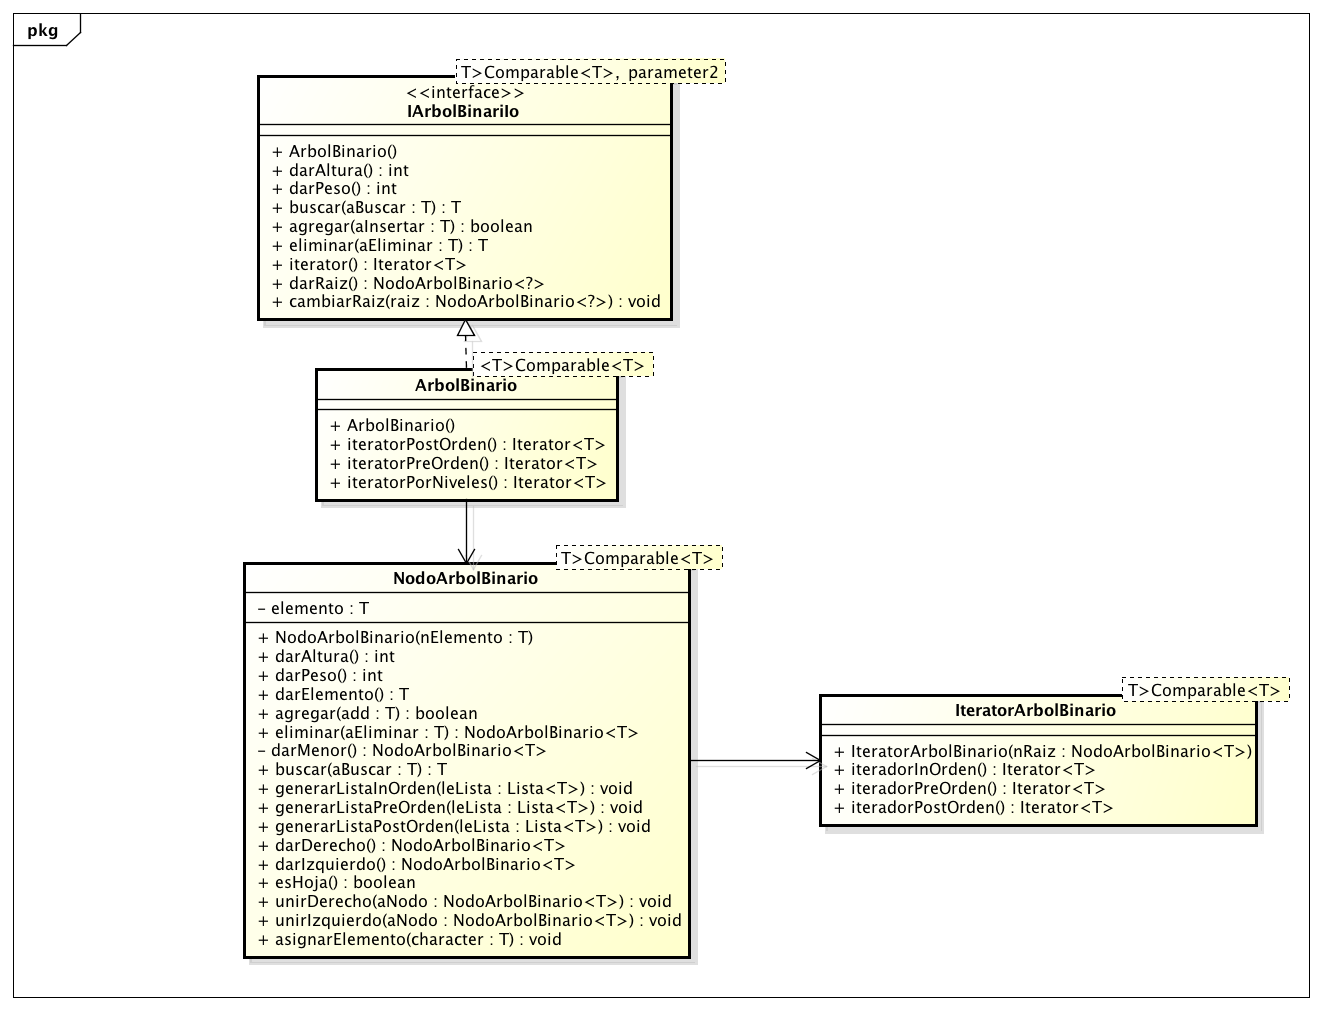 pkg
T>Comparable<T>, parameter2
<<interface>>
IArbolBinariIo
+ ArbolBinario()
+ darAltura() : int
+ darPeso() : int
+ buscar(aBuscar : T) : T
+ agregar(aInsertar : T) : boolean
+ eliminar(aEliminar : T) : T
+ iterator() : Iterator<T>
+ darRaiz() : NodoArbolBinario<?>
+ cambiarRaiz(raiz : NodoArbolBinario<?>) : void
<T>Comparable<T>
ArbolBinario
+ ArbolBinario()
+ iteratorPostOrden() : Iterator<T>
+ iteratorPreOrden() : Iterator<T>
+ iteratorPorNiveles() : Iterator<T>
T>Comparable<T>
NodoArbolBinario
- elemento : T
+ NodoArbolBinario(nElemento : T)
+ darAltura() : int
+ darPeso() : int
+ darElemento() : T
+ agregar(add : T) : boolean
+ eliminar(aEliminar : T) : NodoArbolBinario<T>
- darMenor() : NodoArbolBinario<T>
+ buscar(aBuscar : T) : T
+ generarListaInOrden(leLista : Lista<T>) : void
+ generarListaPreOrden(leLista : Lista<T>) : void
+ generarListaPostOrden(leLista : Lista<T>) : void
+ darDerecho() : NodoArbolBinario<T>
+ darIzquierdo() : NodoArbolBinario<T>
+ esHoja() : boolean
+ unirDerecho(aNodo : NodoArbolBinario<T>) : void
+ unirIzquierdo(aNodo : NodoArbolBinario<T>) : void
+ asignarElemento(character : T) : void
T>Comparable<T>
IteratorArbolBinario
+ IteratorArbolBinario(nRaiz : NodoArbolBinario<T>)
+ iteradorInOrden() : Iterator<T>
+ iteradorPreOrden() : Iterator<T>
+ iteradorPostOrden() : Iterator<T>